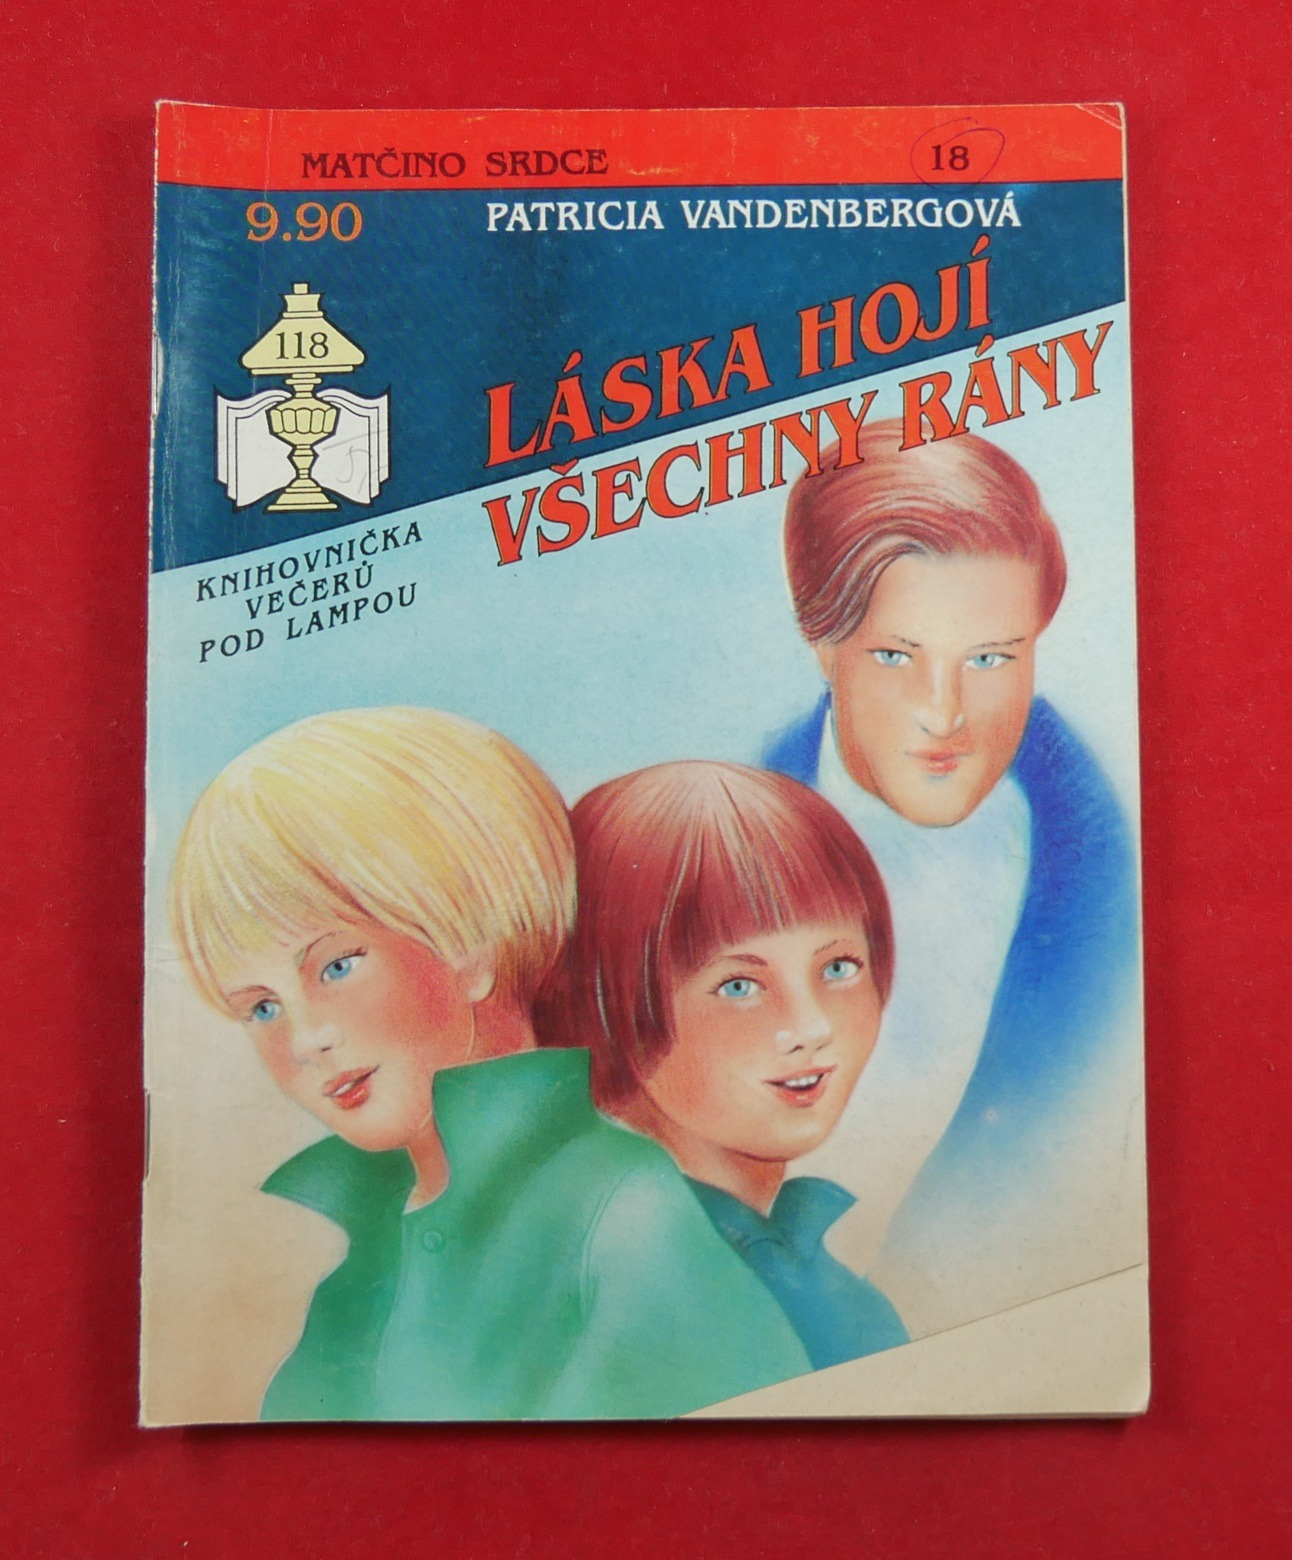 MATČINO SRDCE 18
9.90 PATRICIA VANDENBERGOVÁ
LÁSKA HOJÍ
VŠECHNY RÁNY
118
KNIHOVNIČKA
VEČERŮ
POD LAMPOU